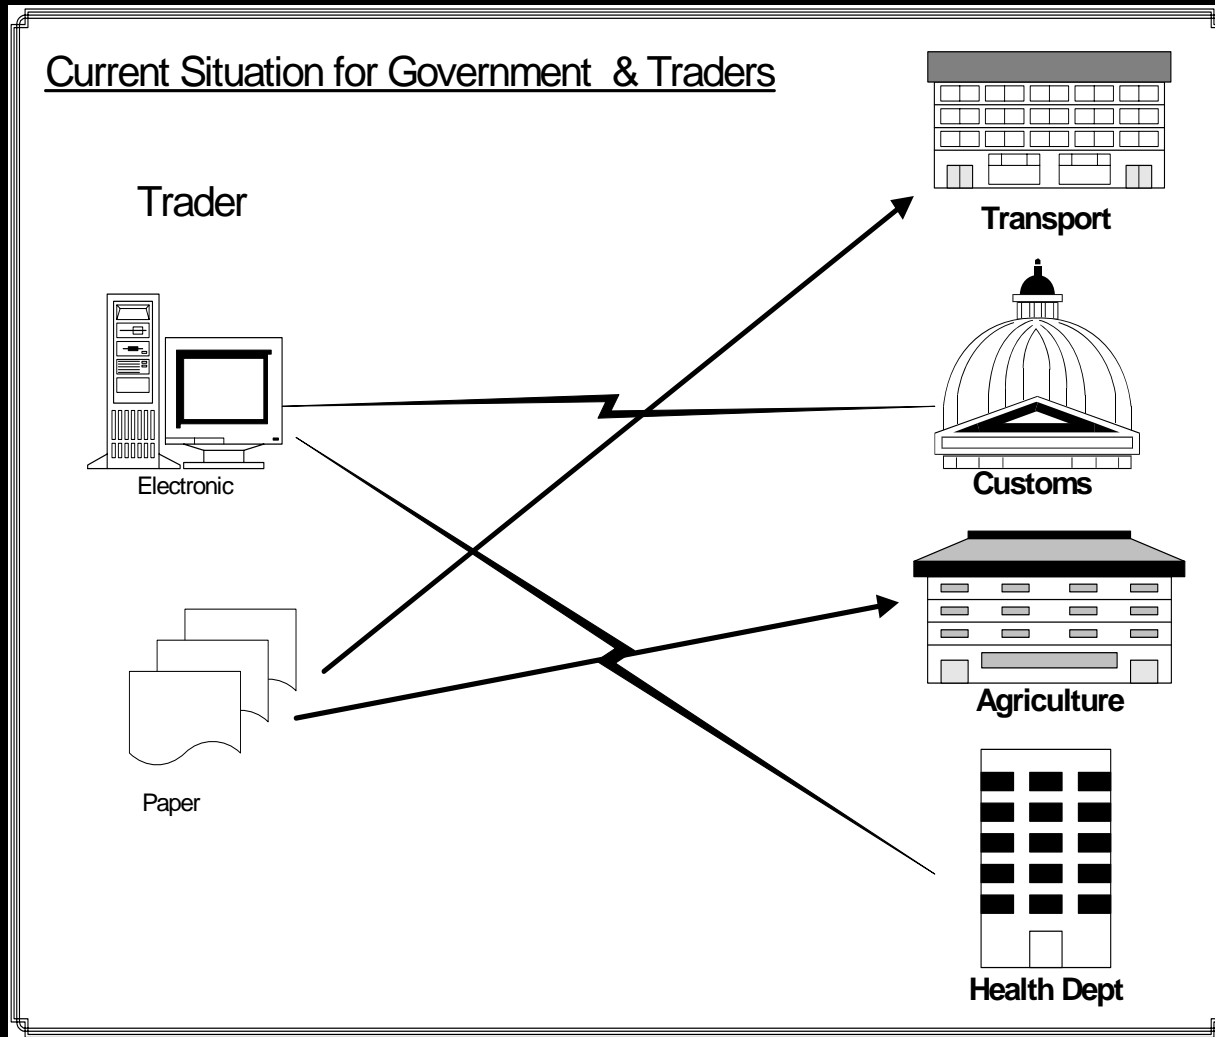 Current Situation for Government & Traders
Trader
Transport
Electronic
Customs
Agriculture
Paper
Health Dept